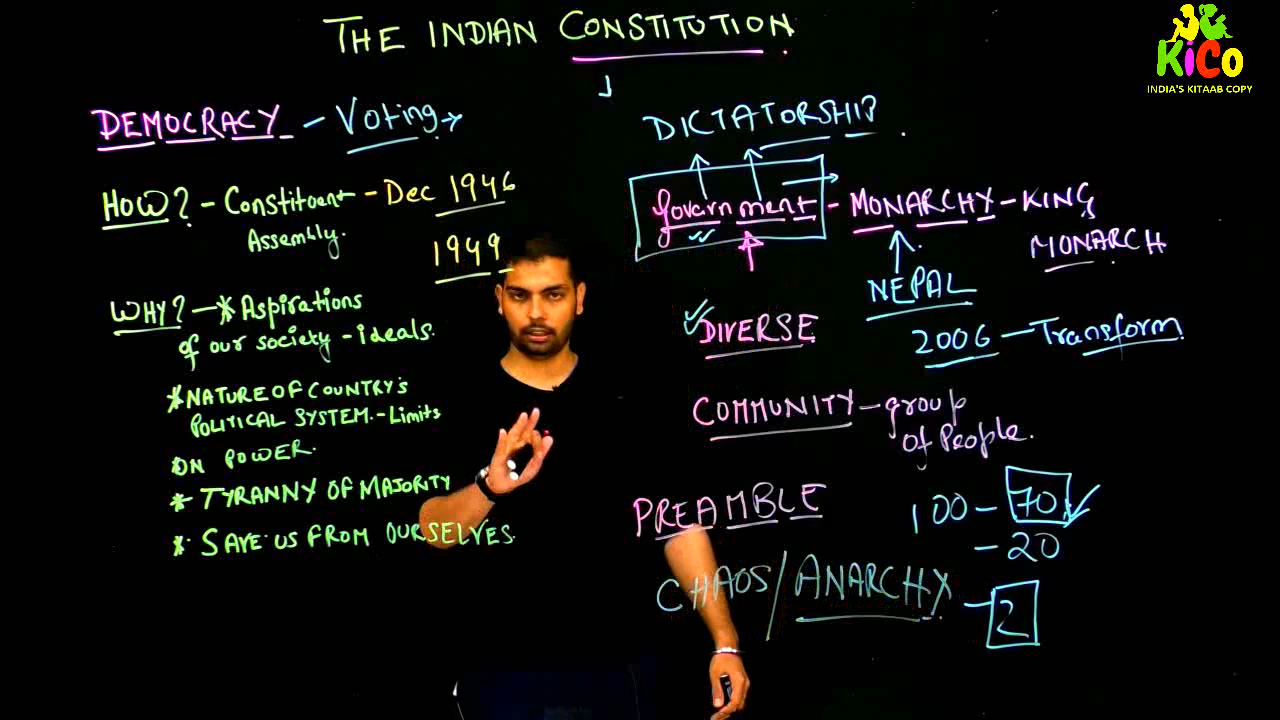 THE INDIAN CONSTITUTION
KiCo
INDIA'S KITAAB COPY
DEMOCRACY - Voting
HOW? - Constituent - Dec 1946
Assembly.
1949
WHY? - * Aspirations
of our society - ideals.
* NATURE OF COUNTRY'S
POLITICAL SYSTEM. - Limits
ON POWER.
* TYRANNY OF MAJORITY
* SAVE US FROM OURSELVES.
DICTATORSHIP.
Government - MONARCHY - KING
MONARCH
NEPAL
2006 - Transform
✓DIVERSE
COMMUNITY - group
of People.
PREAMBLE
100 - 70 ✓
- 20
CHAOS/ANARCHY - 2